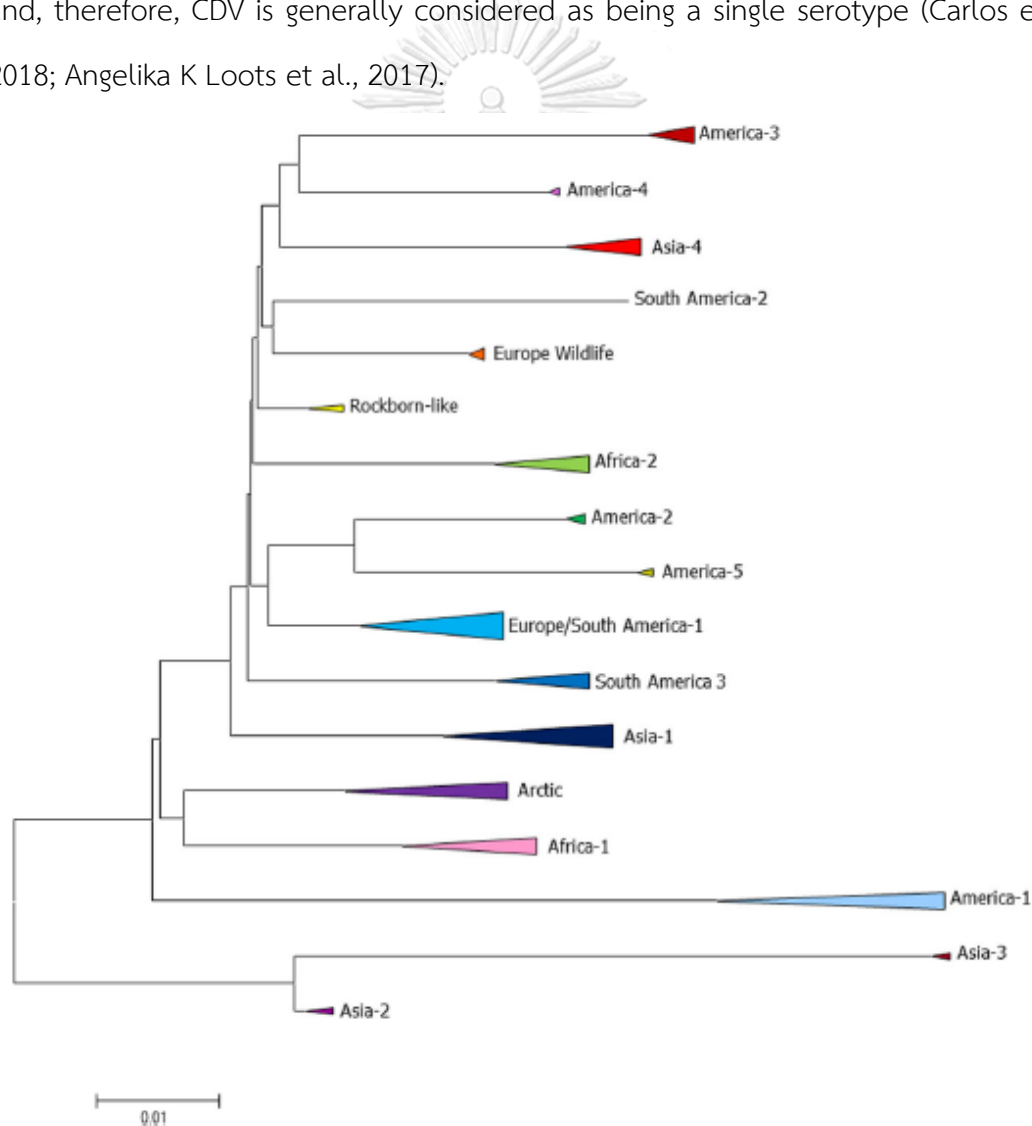 nd, therefore, CDV is generally considered as being a single serotype (Carlos e
2018; Angelika K Loots et al., 2017).
America-3
America-4
Asia-4
South America-2
Europe Wildlife
Rockborn-like
Africa-2
America-2
America-5
Europe/South America-1
South America 3
Asia-1
Arctic
Africa-1
America-1
Asia-3
Asia-2
0.01